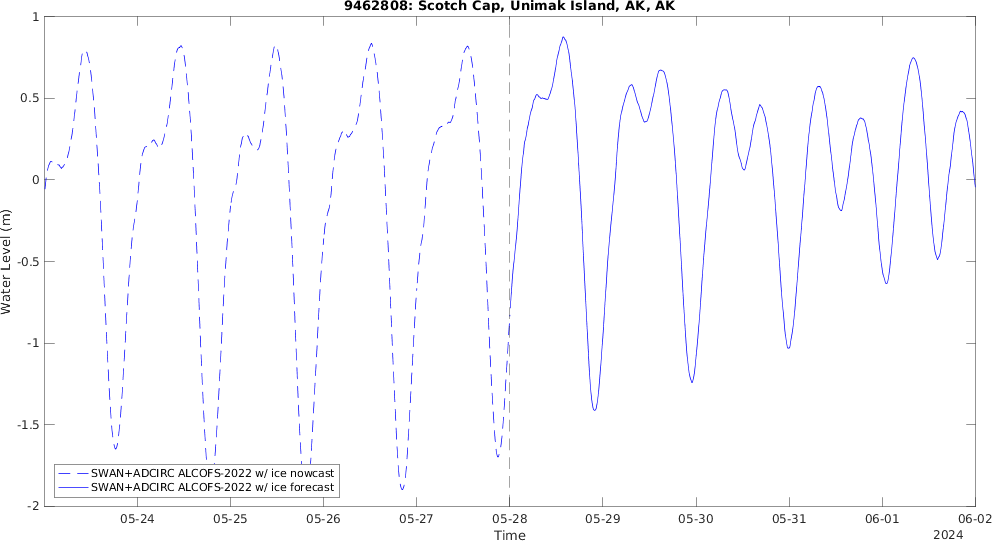 9462808: Scotch Cap, Unimak Island, AK, AK
1
0.5
0
-0.5
-1
-1.5
-2
Water Level (m)
SWAN+ADCIRC ALCOFS-2022 w/ ice nowcast
SWAN+ADCIRC ALCOFS-2022 w/ ice forecast
05-24 05-25 05-26 05-27 05-28 05-29 05-30 05-31 06-01 06-02
Time
2024